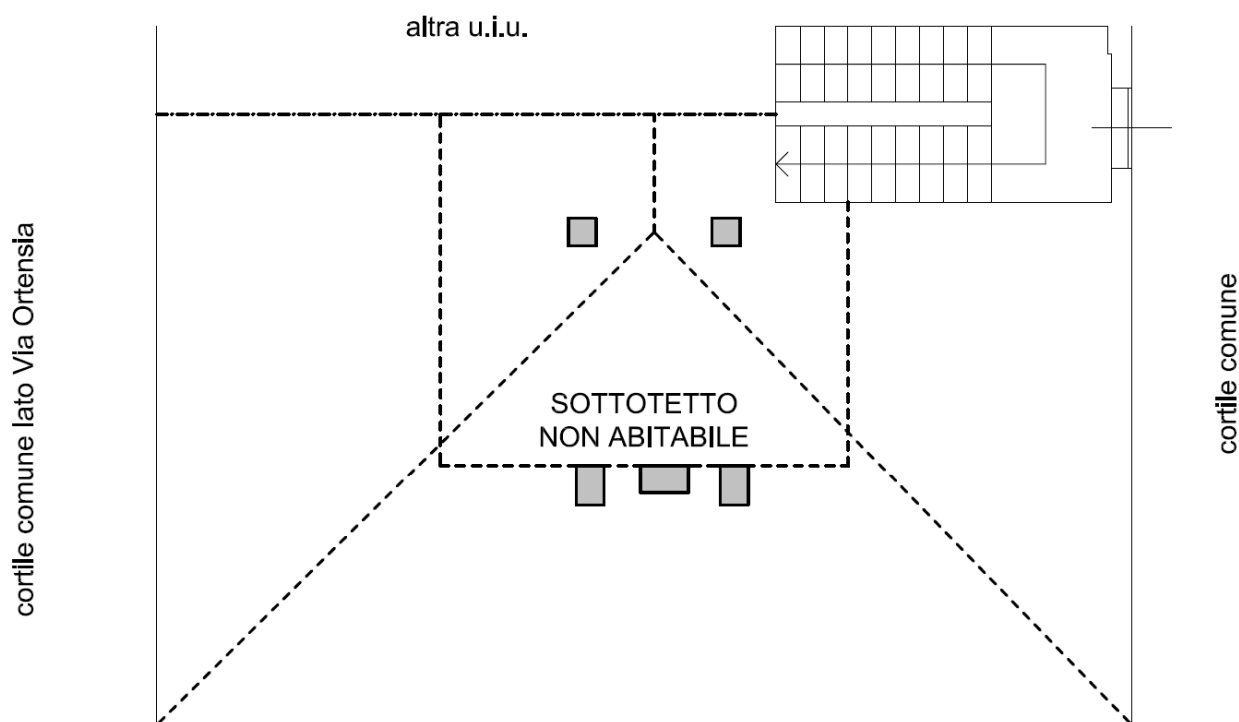 altra u.i.u.
cortile comune lato Via Ortensia
SOTTOTETTO
NON ABITABILE
cortile comune